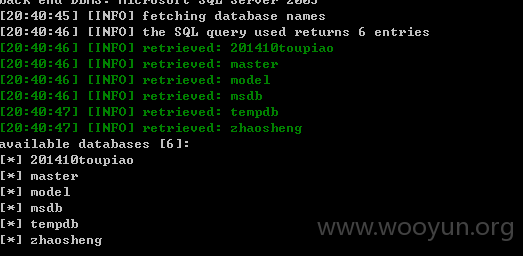 back end DBMS: Microsoft SQL Server 2005
[20:40:45] [INFO] fetching database names
[20:40:46] [INFO] the SQL query used returns 6 entries
[20:40:46] [INFO] retrieved: 201410toupiao
[20:40:46] [INFO] retrieved: master
[20:40:46] [INFO] retrieved: model
[20:40:46] [INFO] retrieved: msdb
[20:40:47] [INFO] retrieved: tempdb
[20:40:47] [INFO] retrieved: zhaosheng
available databases [6]:
[*] 201410toupiao
[*] master
[*] model
[*] msdb
[*] tempdb
[*] zhaosheng
www.wooyun.org